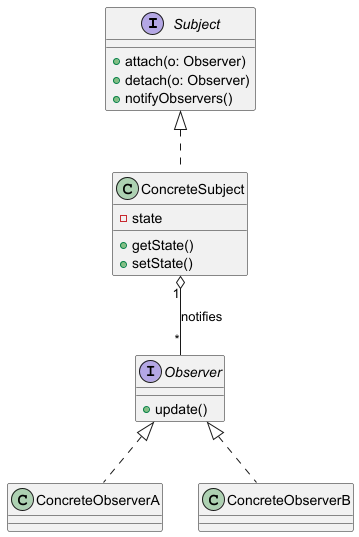 I Subject
attach(o: Observer)
detach(o: Observer)
notifyObservers()
C ConcreteSubject
state
getState()
setState()
1
notifies
*
I Observer
update()
C ConcreteObserverA
C ConcreteObserverB